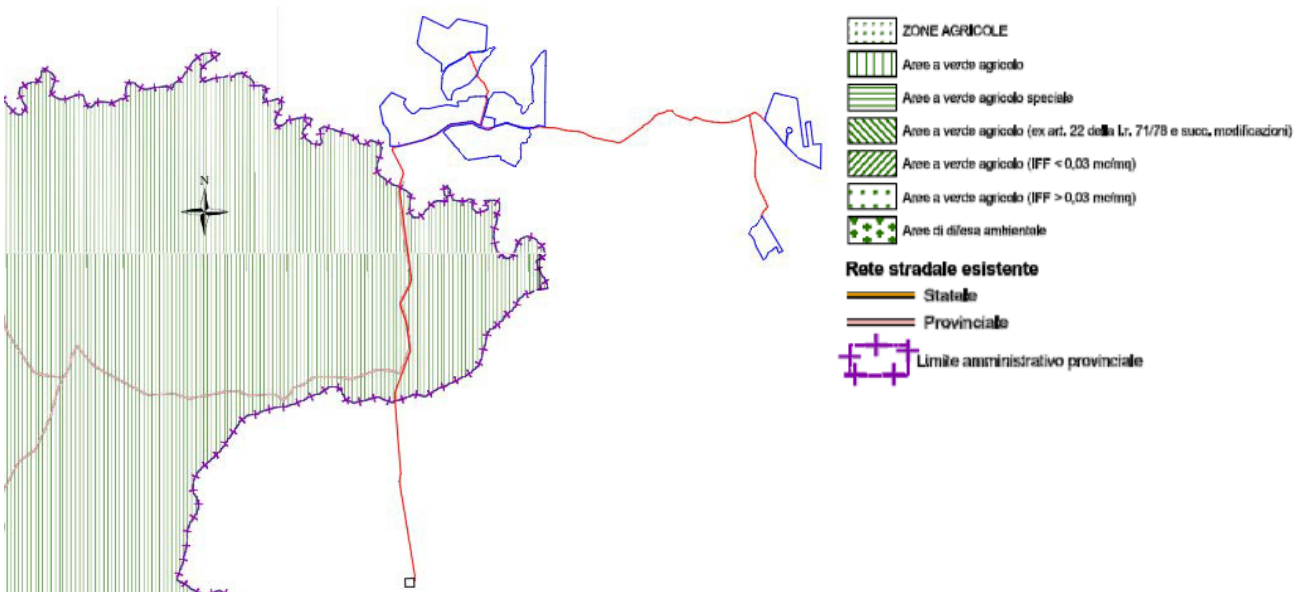 N
ZONE AGRICOLE
Aree a verde agricolo
Aree a verde agricolo speciale
Aree a verde agricolo (ex art. 22 della l.r. 71/78 e succ. modificazioni)
Aree a verde agricolo (IFF < 0,03 mc/mq)
Aree a verde agricolo (IFF > 0,03 mc/mq)
Aree di difesa ambientale
Rete stradale esistente
Statale
Provinciale
Limite amministrativo provinciale